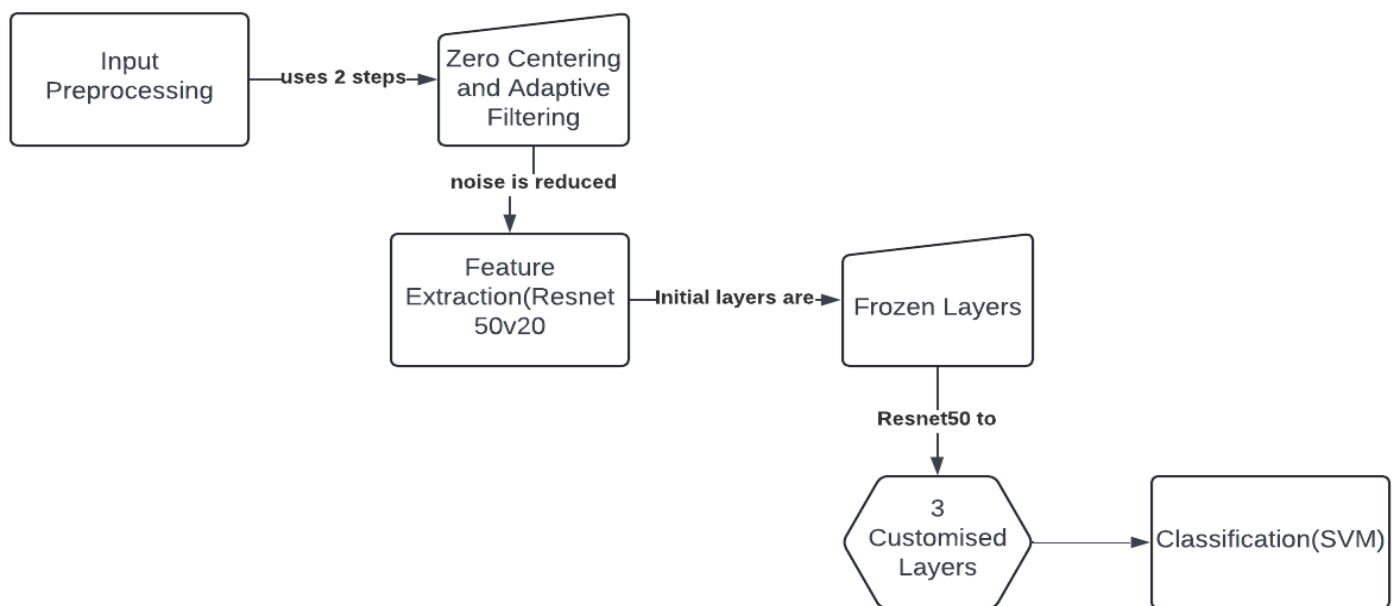 Input
Preprocessing
uses 2 steps
Zero Centering
and Adaptive
Filtering
noise is reduced
Feature
Extraction(Resnet
50v20
Initial layers are
Frozen Layers
Resnet50 to
3
Customised
Layers
Classification(SVM)